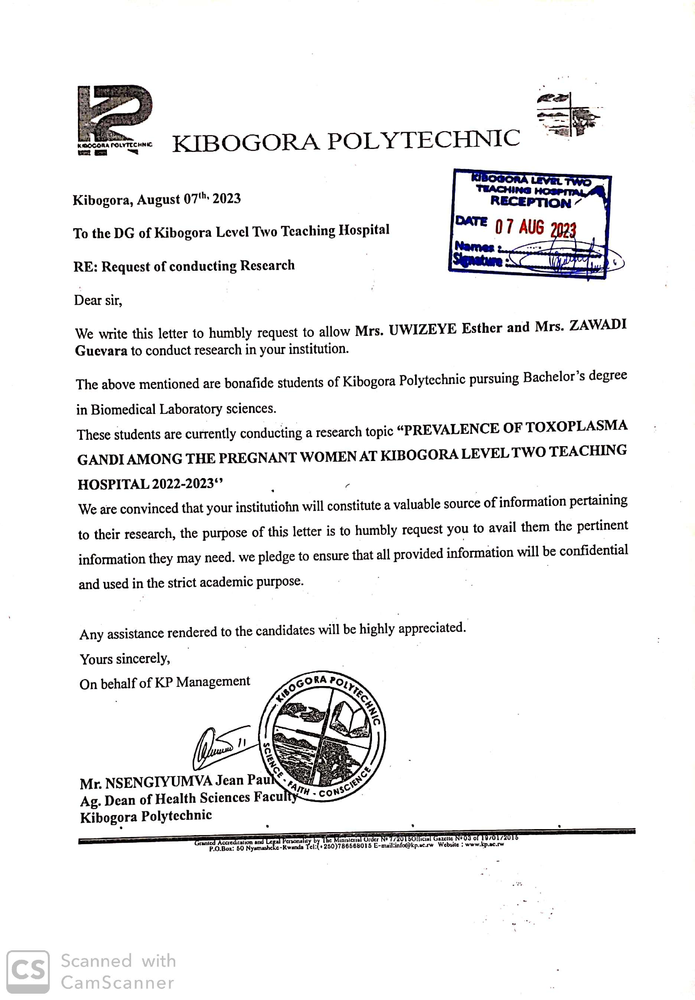 KIBOGORA POLYTECHNIC
KIBOGORA POLYTECHNIC
KIBOGORA LEVEL TWO
TEACHING HOSPITAL
RECEPTION
DATE 07 AUG 2023
Names :
Signature :
Kibogora, August 07th, 2023
To the DG of Kibogora Level Two Teaching Hospital
RE: Request of conducting Research
Dear sir,
We write this letter to humbly request to allow Mrs. UWIZEYE Esther and Mrs. ZAWADI
Guevara to conduct research in your institution.
The above mentioned are bonafide students of Kibogora Polytechnic pursuing Bachelor’s degree
in Biomedical Laboratory sciences.
These students are currently conducting a research topic “PREVALENCE OF TOXOPLASMA
GANDI AMONG THE PREGNANT WOMEN AT KIBOGORA LEVEL TWO TEACHING
HOSPITAL 2022-2023‘’
We are convinced that your institutiohn will constitute a valuable source of information pertaining
to their research, the purpose of this letter is to humbly request you to avail them the pertinent
information they may need. we pledge to ensure that all provided information will be confidential
and used in the strict academic purpose.
Any assistance rendered to the candidates will be highly appreciated.
Yours sincerely,
On behalf of KP Management
KIBOGORA POLYTECHNIC
SCIENCE - FAITH - CONSCIENCE
Mr. NSENGIYUMVA Jean Paul
Ag. Dean of Health Sciences Faculty
Kibogora Polytechnic
Granted Accreditation and Legal Personality by The Ministerial Order Nº 7/2015Official Gazette Nº 03 of 19/01/2015
P.O.Box: 50 Nyamasheke-Rwanda Tel:(+250)786568015 E-mail:info@kp.ac.rw Website : www.kp.ac.rw
CS
Scanned with
CamScanner